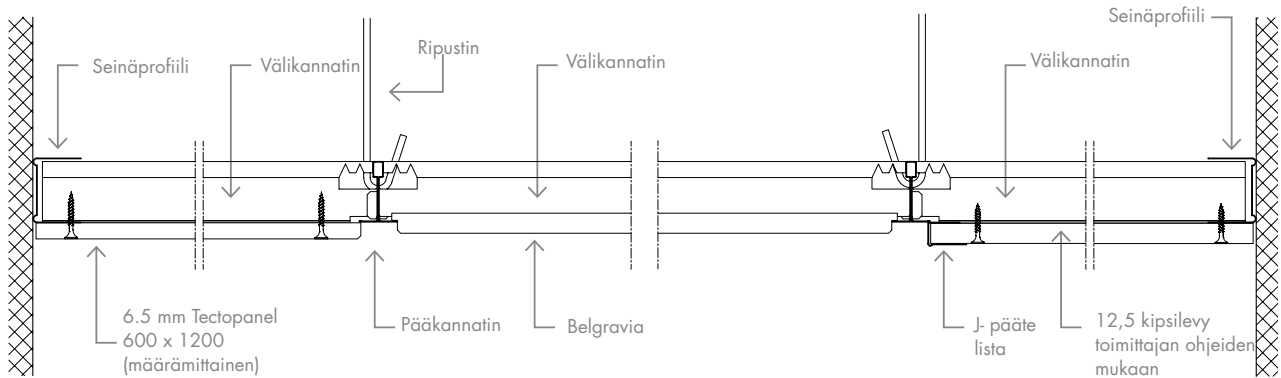 Seinäprofiili
Ripustin
Seinäprofiili
Välikannatin
Välikannatin
Välikannatin
6.5 mm Tectopanel
600 x 1200
(määrämittainen)
Pääkannatin
Belgravia
J- pääte
lista
12,5 kipsilevy
toimittajan ohjeiden
mukaan